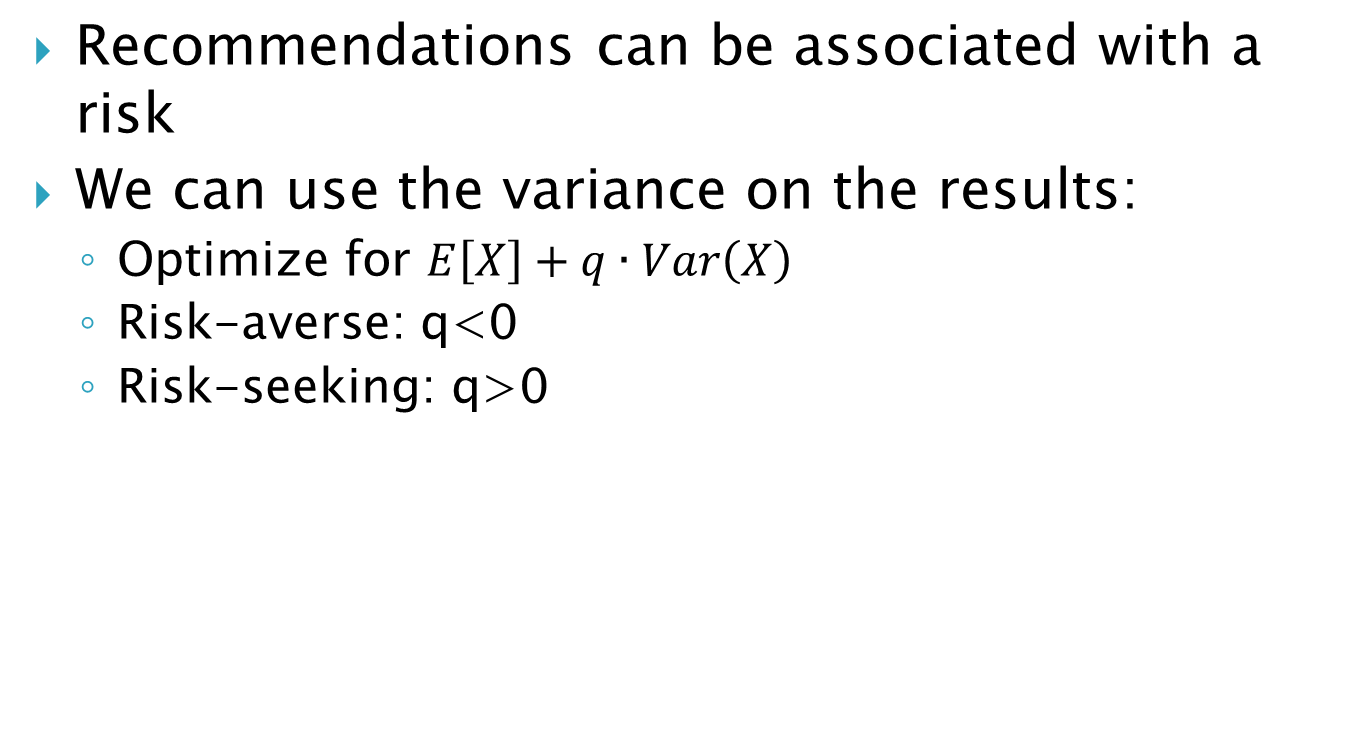 Recommendations can be associated with a
risk
We can use the variance on the results:
Optimize for E[X] + q · Var(X)
Risk-averse: q<0
Risk-seeking: q>0